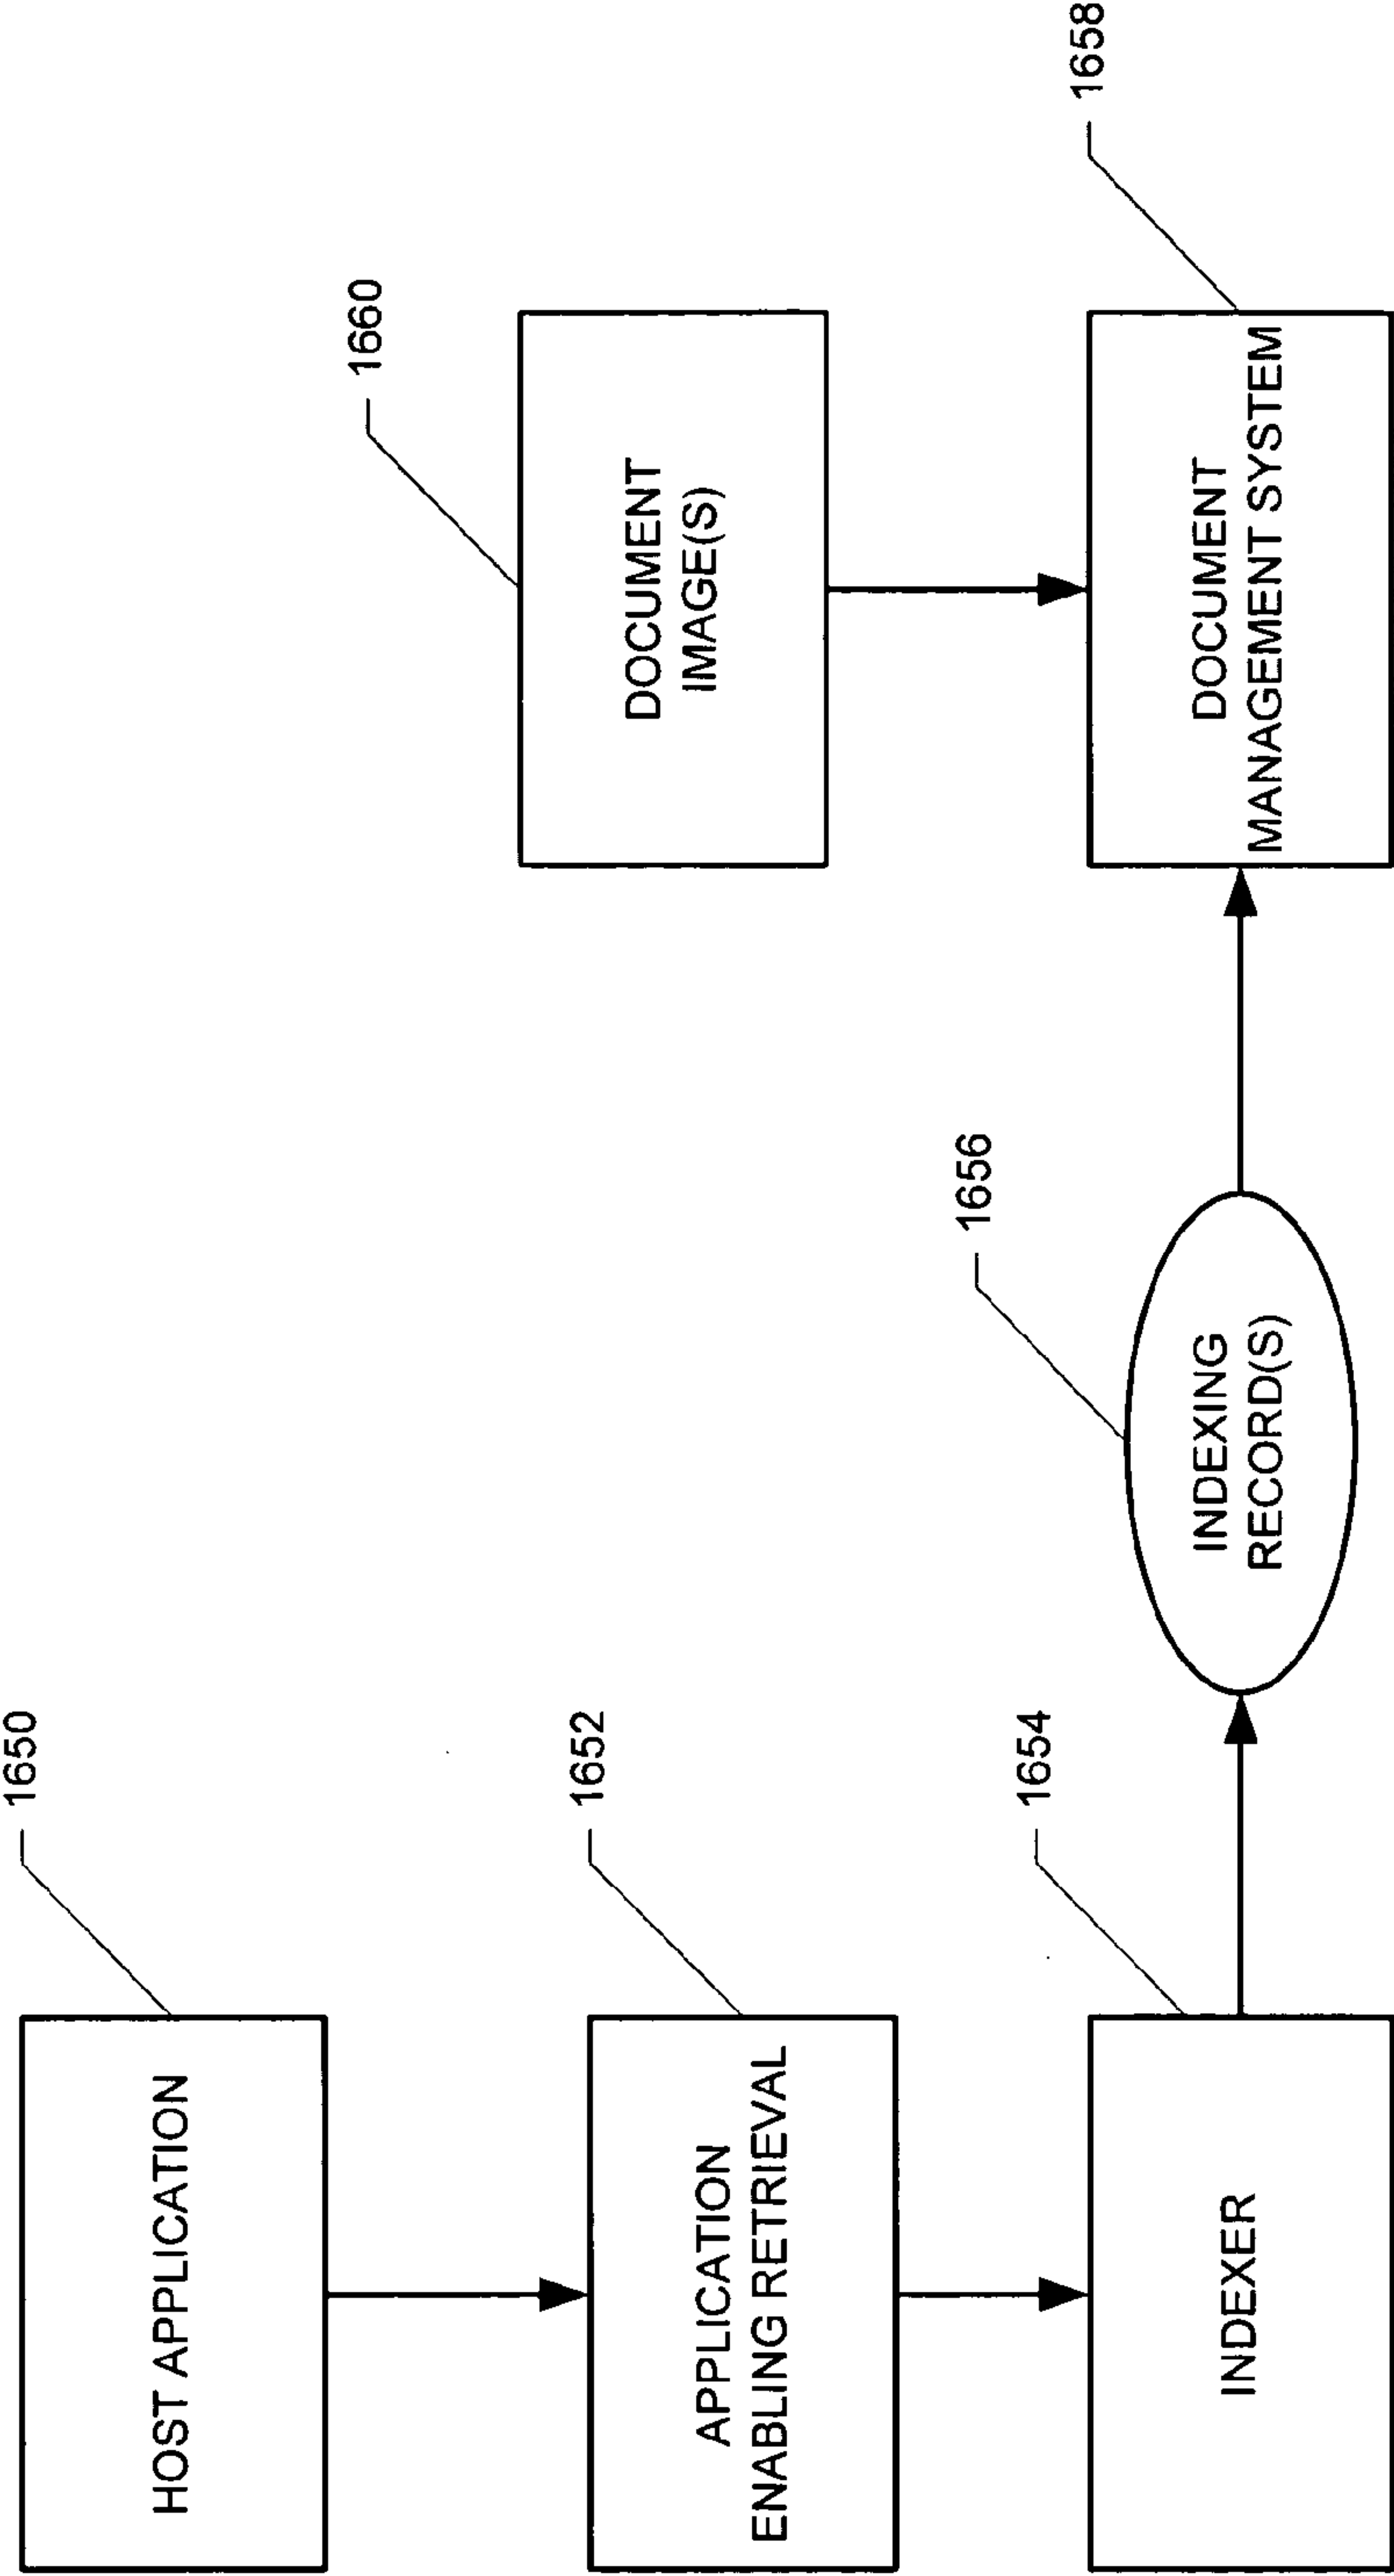 1650
HOST APPLICATION
1652
APPLICATION
ENABLING RETRIEVAL
1654
INDEXER
1656
INDEXING
RECORD(S)
1660
DOCUMENT
IMAGE(S)
1658
DOCUMENT
MANAGEMENT SYSTEM